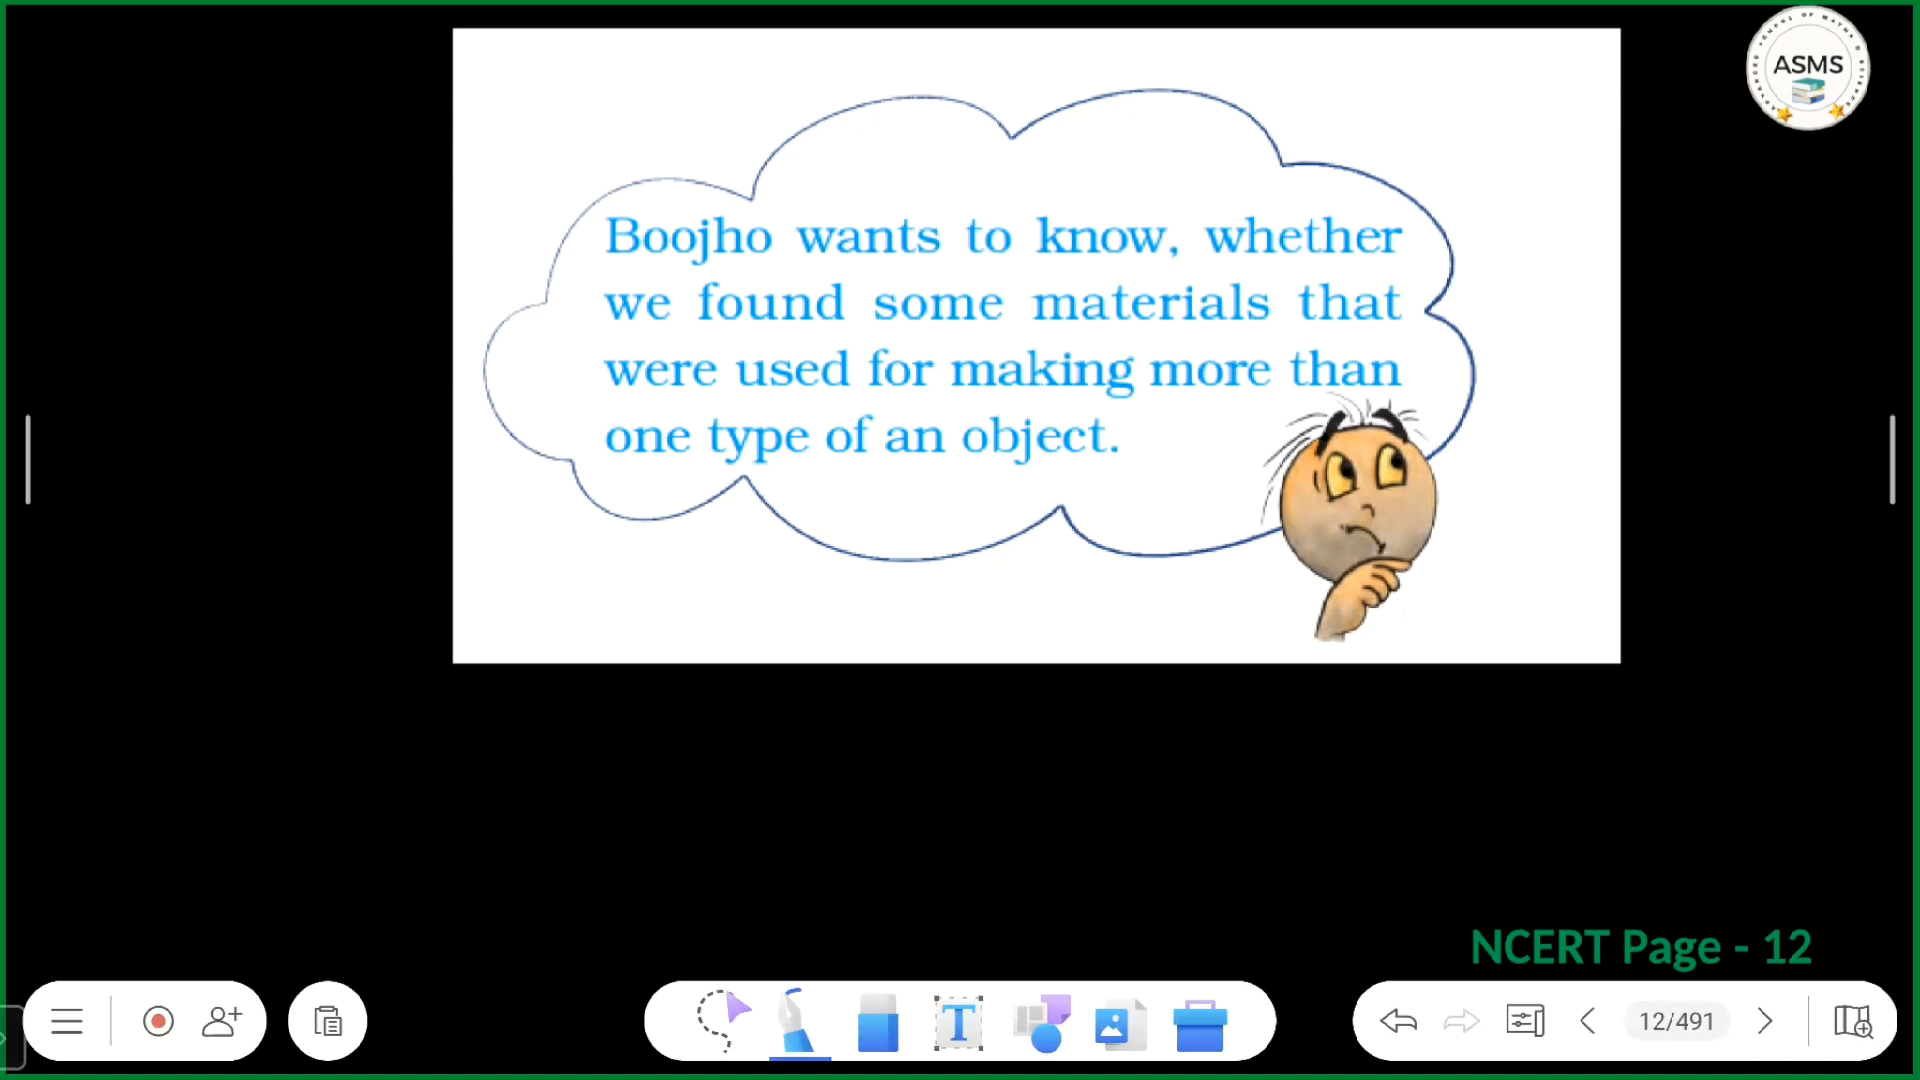 ASMS
Boojho wants to know, whether
we found some materials that
were used for making more than
one type of an object.
NCERT Page - 12
T
12/491